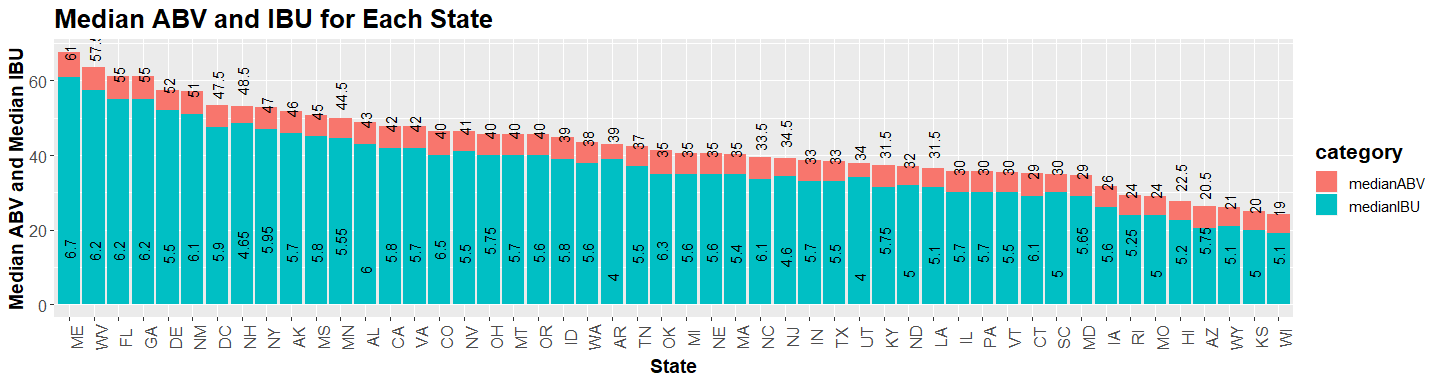 Median ABV and IBU for Each State
Median ABV and Median IBU
60
40
20
0
61 57.5 55 55 52 51 47.5 48.5 47 46 45 44.5 43 42 42 40 41 40 40 40 39 38 39 37 35 35 35 35 33.5 34.5 33 33 34 31.5 32 31.5 30 30 30 29 30 29 26 24 24 22.5 20.5 21 20 19
6.7 6.2 6.2 6.2 5.5 6.1 5.9 4.65 5.95 5.7 5.8 5.55 6 5.8 5.7 6.5 5.5 5.75 5.7 5.6 5.8 5.6 4 5.5 6.3 5.6 5.6 5.4 6.1 4.6 5.7 5.5 4 5.75 5 5.1 5.7 5.7 5.5 6.1 5 5.65 5.6 5.25 5 5.2 5.75 5.1 5 5.1
ME WV FL GA DE NM DC NH NY AK MS MN AL CA VA CO NV OH MT OR ID WA AR TN OK MI NE MA NC NJ IN TX UT KY ND LA IL PA VT CT SC MD IA RI MO HI AZ WY KS WI
State
category
medianABV
medianIBU